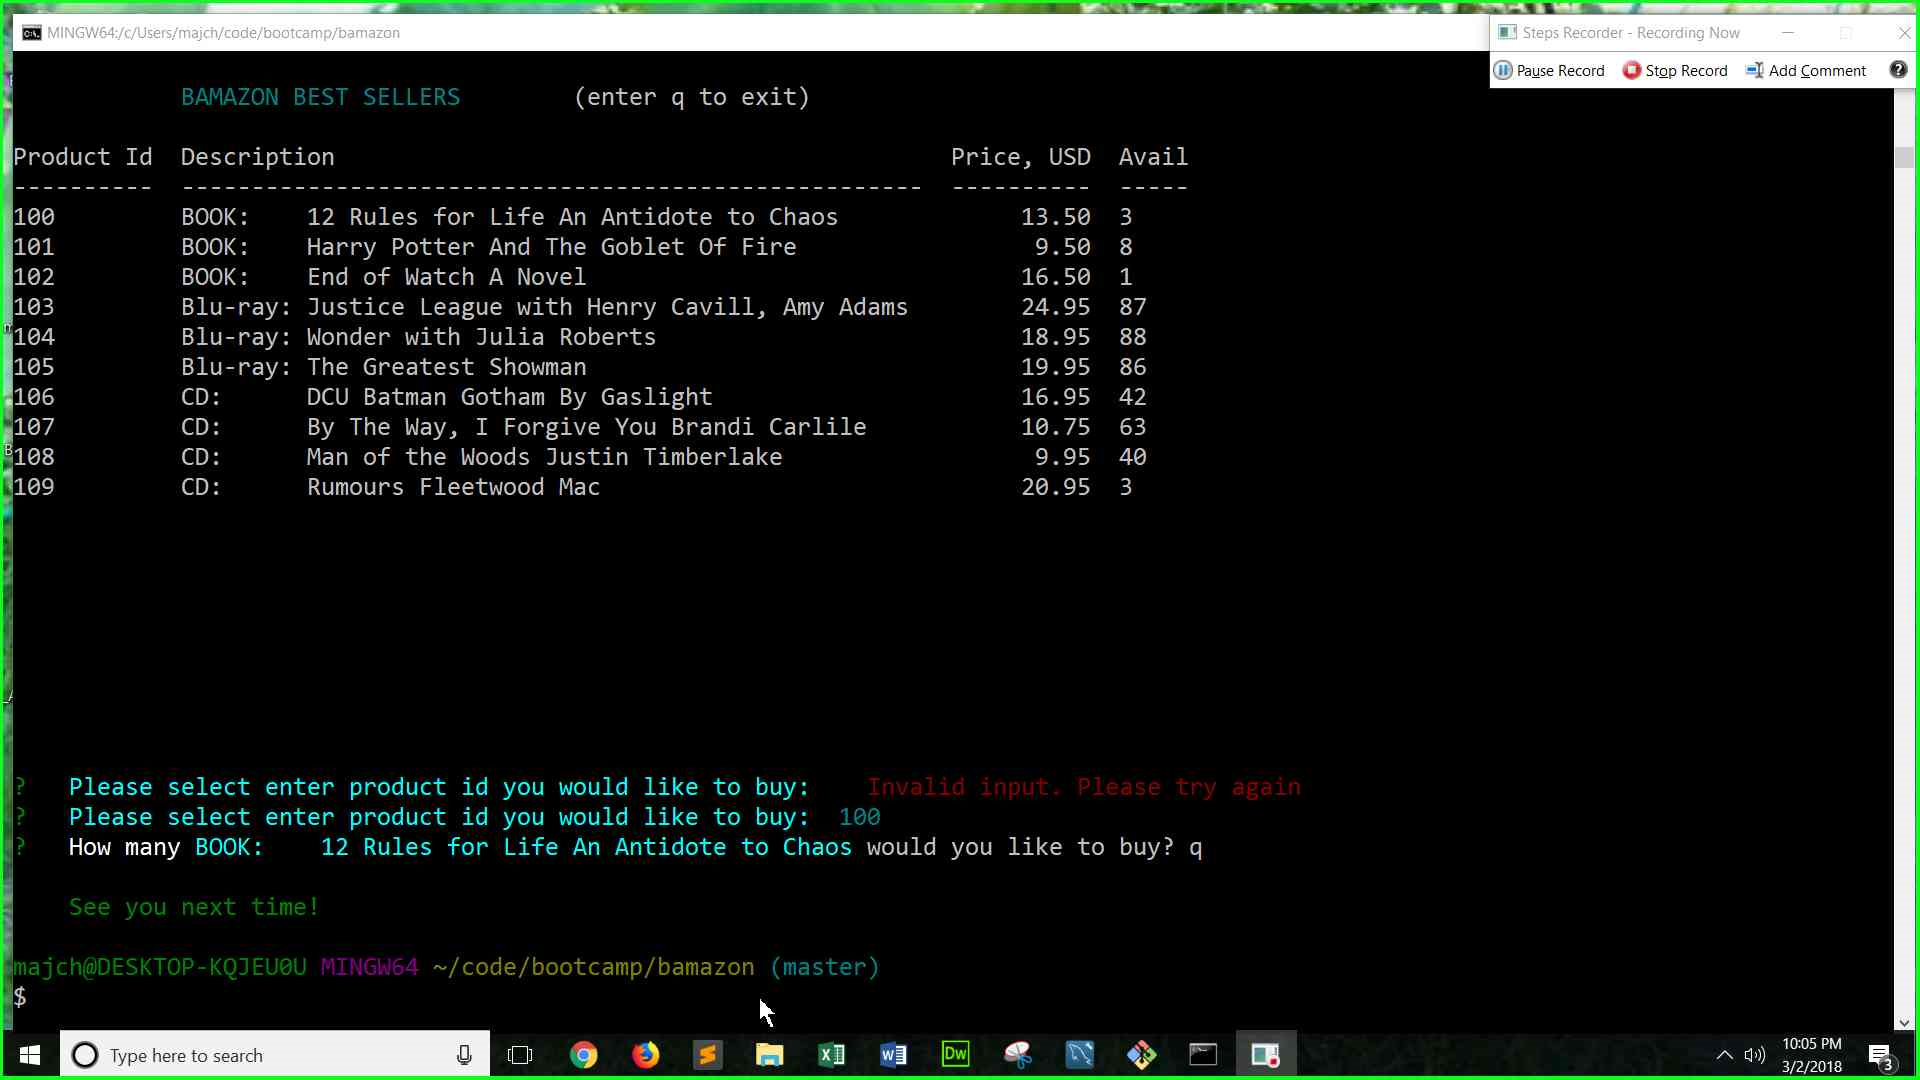 MINGW64:/c/Users/majch/code/bootcamp/bamazon
Steps Recorder - Recording Now
Pause Record Stop Record Add Comment
BAMAZON BEST SELLERS (enter q to exit)
Product Id Description Price, USD Avail
---------- ----------------------------------------------------- ---------- -----
100 BOOK: 12 Rules for Life An Antidote to Chaos 13.50 3
101 BOOK: Harry Potter And The Goblet Of Fire 9.50 8
102 BOOK: End of Watch A Novel 16.50 1
103 Blu-ray: Justice League with Henry Cavill, Amy Adams 24.95 87
104 Blu-ray: Wonder with Julia Roberts 18.95 88
105 Blu-ray: The Greatest Showman 19.95 86
106 CD: DCU Batman Gotham By Gaslight 16.95 42
107 CD: By The Way, I Forgive You Brandi Carlile 10.75 63
108 CD: Man of the Woods Justin Timberlake 9.95 40
109 CD: Rumours Fleetwood Mac 20.95 3
? Please select enter product id you would like to buy: Invalid input. Please try again
? Please select enter product id you would like to buy: 100
? How many BOOK: 12 Rules for Life An Antidote to Chaos would you like to buy? q
See you next time!
majch@DESKTOP-KQJEU0U MINGW64 ~/code/bootcamp/bamazon (master)
$
Type here to search
Dw
10:05 PM
3/2/2018
3